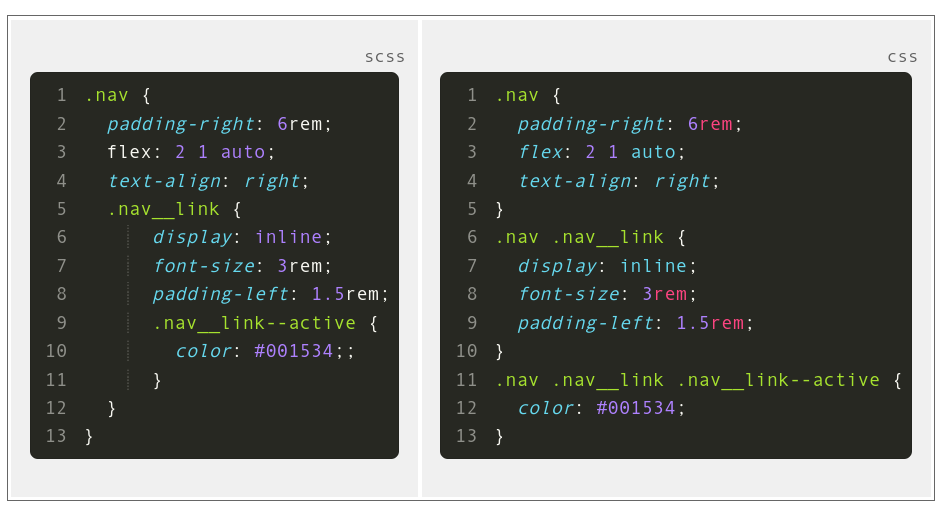 scss
1 .nav {
2   padding-right: 6rem;
3   flex: 2 1 auto;
4   text-align: right;
5   .nav__link {
6       display: inline;
7       font-size: 3rem;
8       padding-left: 1.5rem;
9       .nav__link--active {
10        color: #001534;;
11      }
12  }
13 }
css
1 .nav {
2   padding-right: 6rem;
3   flex: 2 1 auto;
4   text-align: right;
5 }
6 .nav .nav__link {
7   display: inline;
8   font-size: 3rem;
9   padding-left: 1.5rem;
10 }
11 .nav .nav__link .nav__link--active {
12   color: #001534;
13 }